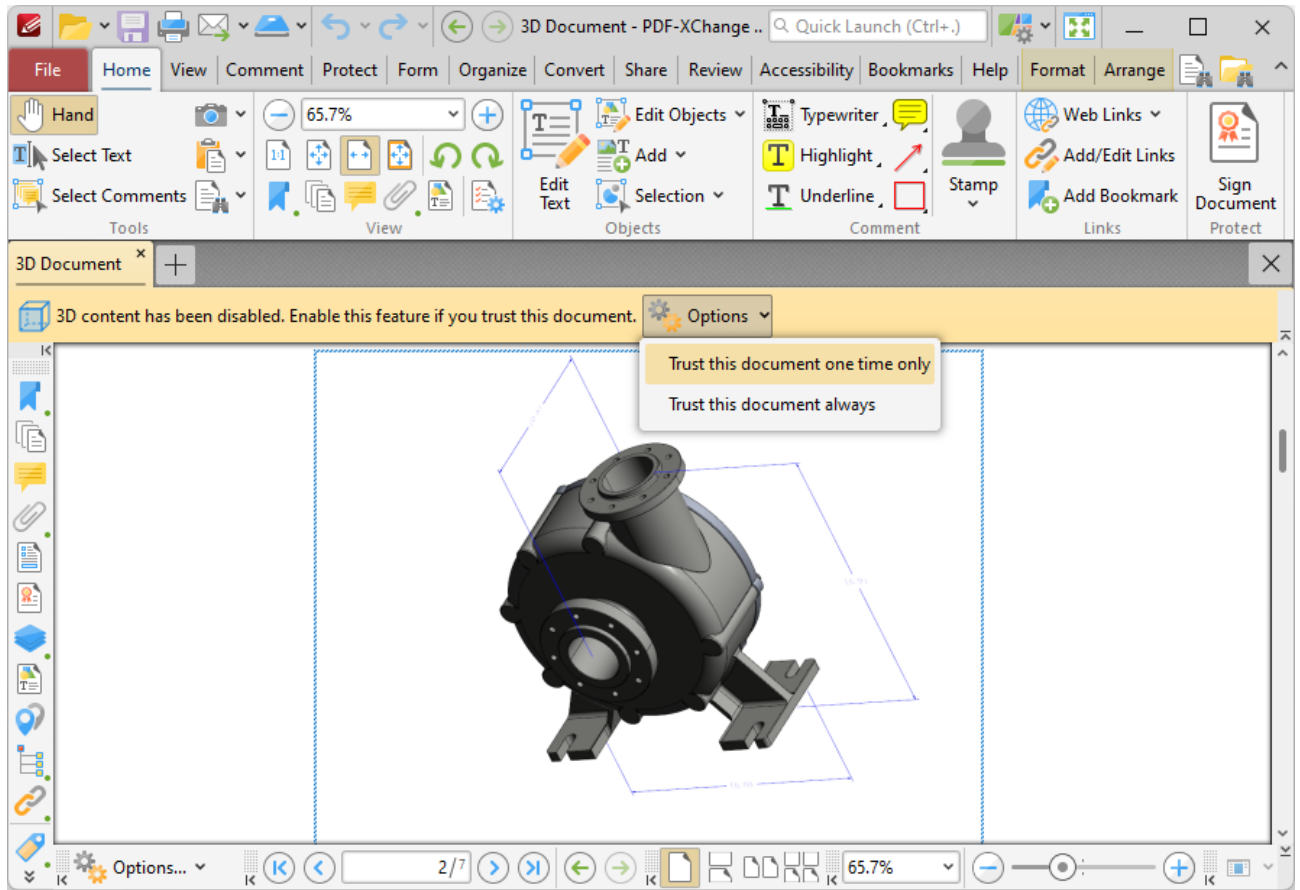 3D Document - PDF-XChange .. Quick Launch (Ctrl+.)
File Home View Comment Protect Form Organize Convert Share Review Accessibility Bookmarks Help Format Arrange
Hand 65.7% Edit Objects Typewriter Web Links
Select Text 1:1 Add Highlight Add/Edit Links
Select Comments Edit Text Selection Underline Stamp Add Bookmark Sign Document
Tools View Objects Comment Links Protect
3D Document
3D content has been disabled. Enable this feature if you trust this document. Options
Trust this document one time only
Trust this document always
Options... 2/7 65.7%